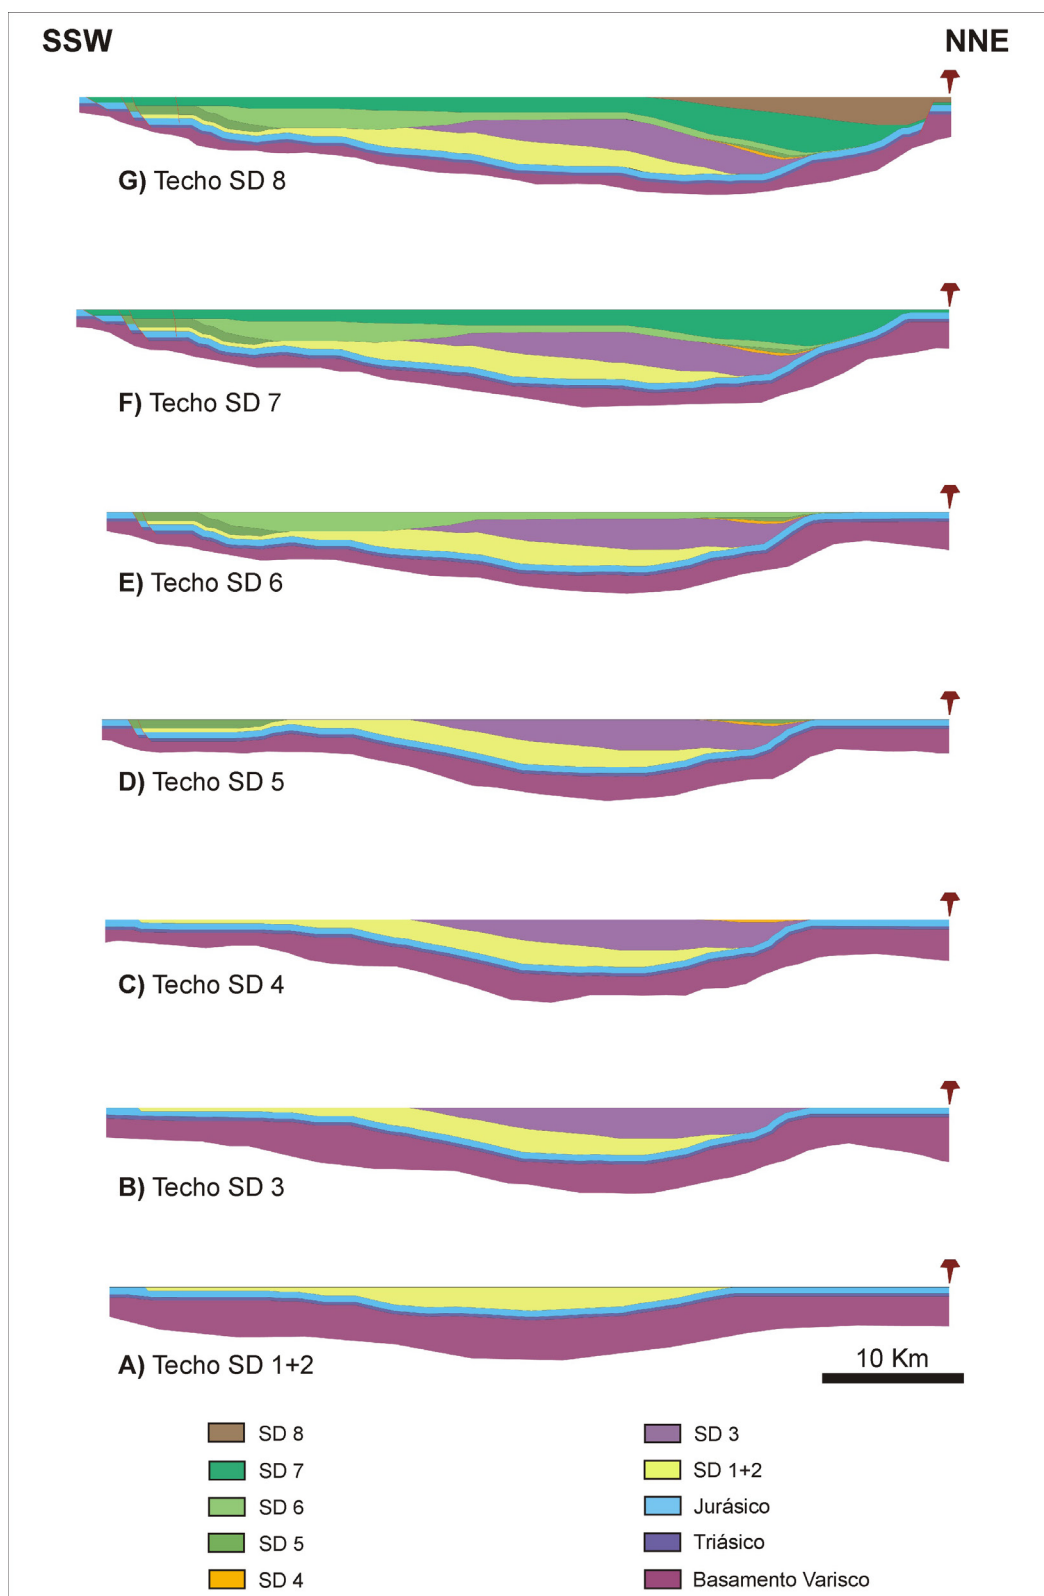 SSW NNE
G) Techo SD 8
F) Techo SD 7
E) Techo SD 6
D) Techo SD 5
C) Techo SD 4
B) Techo SD 3
A) Techo SD 1+2
10 Km
SD 8
SD 7
SD 6
SD 5
SD 4
SD 3
SD 1+2
Jurásico
Triásico
Basamento Varisco